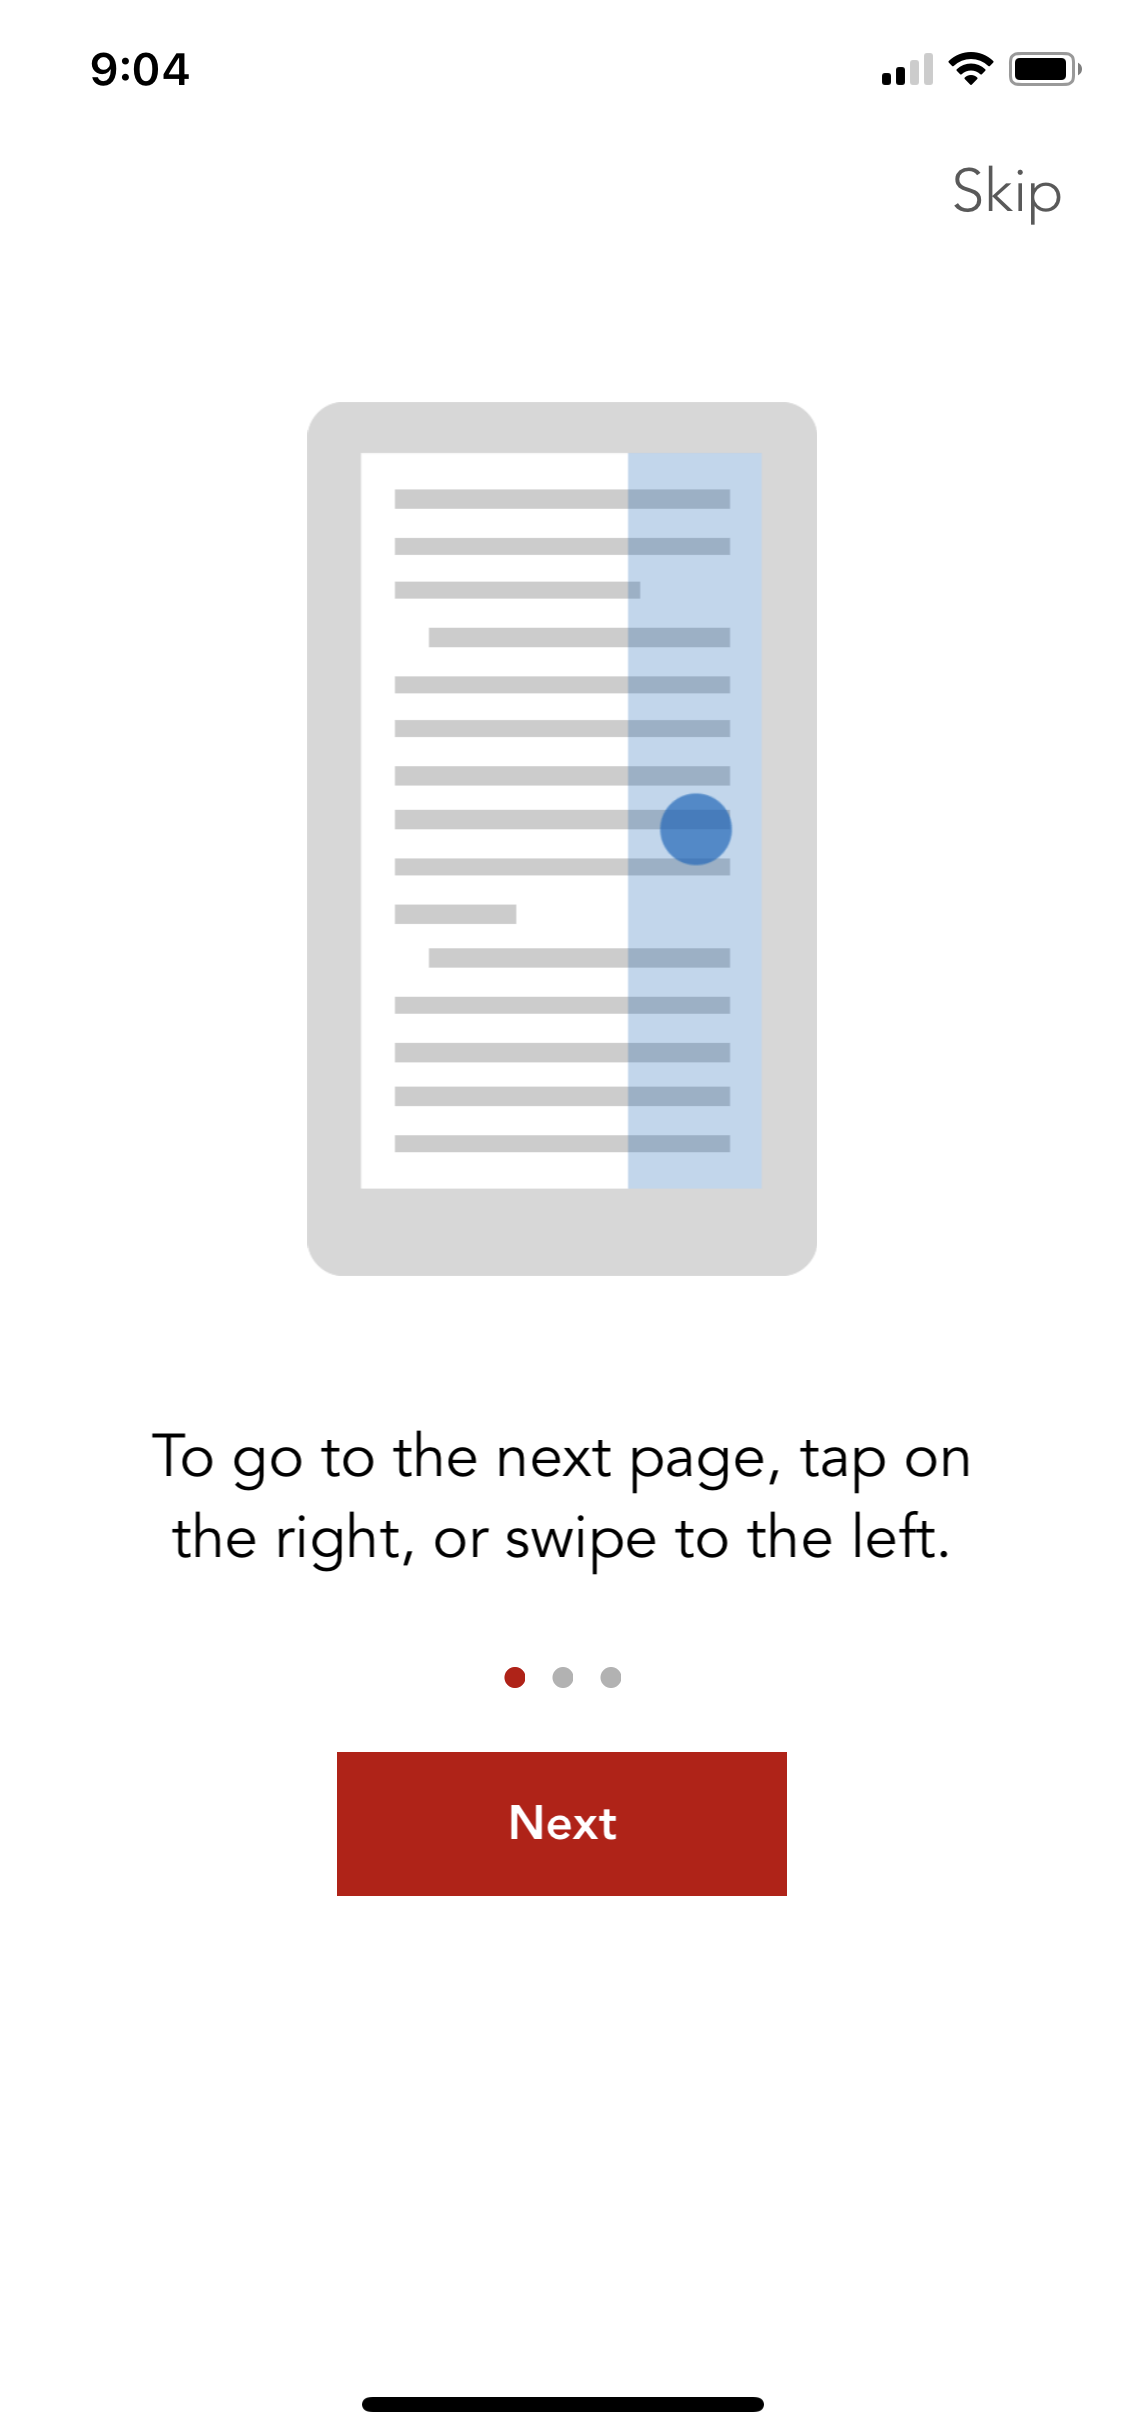 9:04
Skip
To go to the next page, tap on
the right, or swipe to the left.
Next